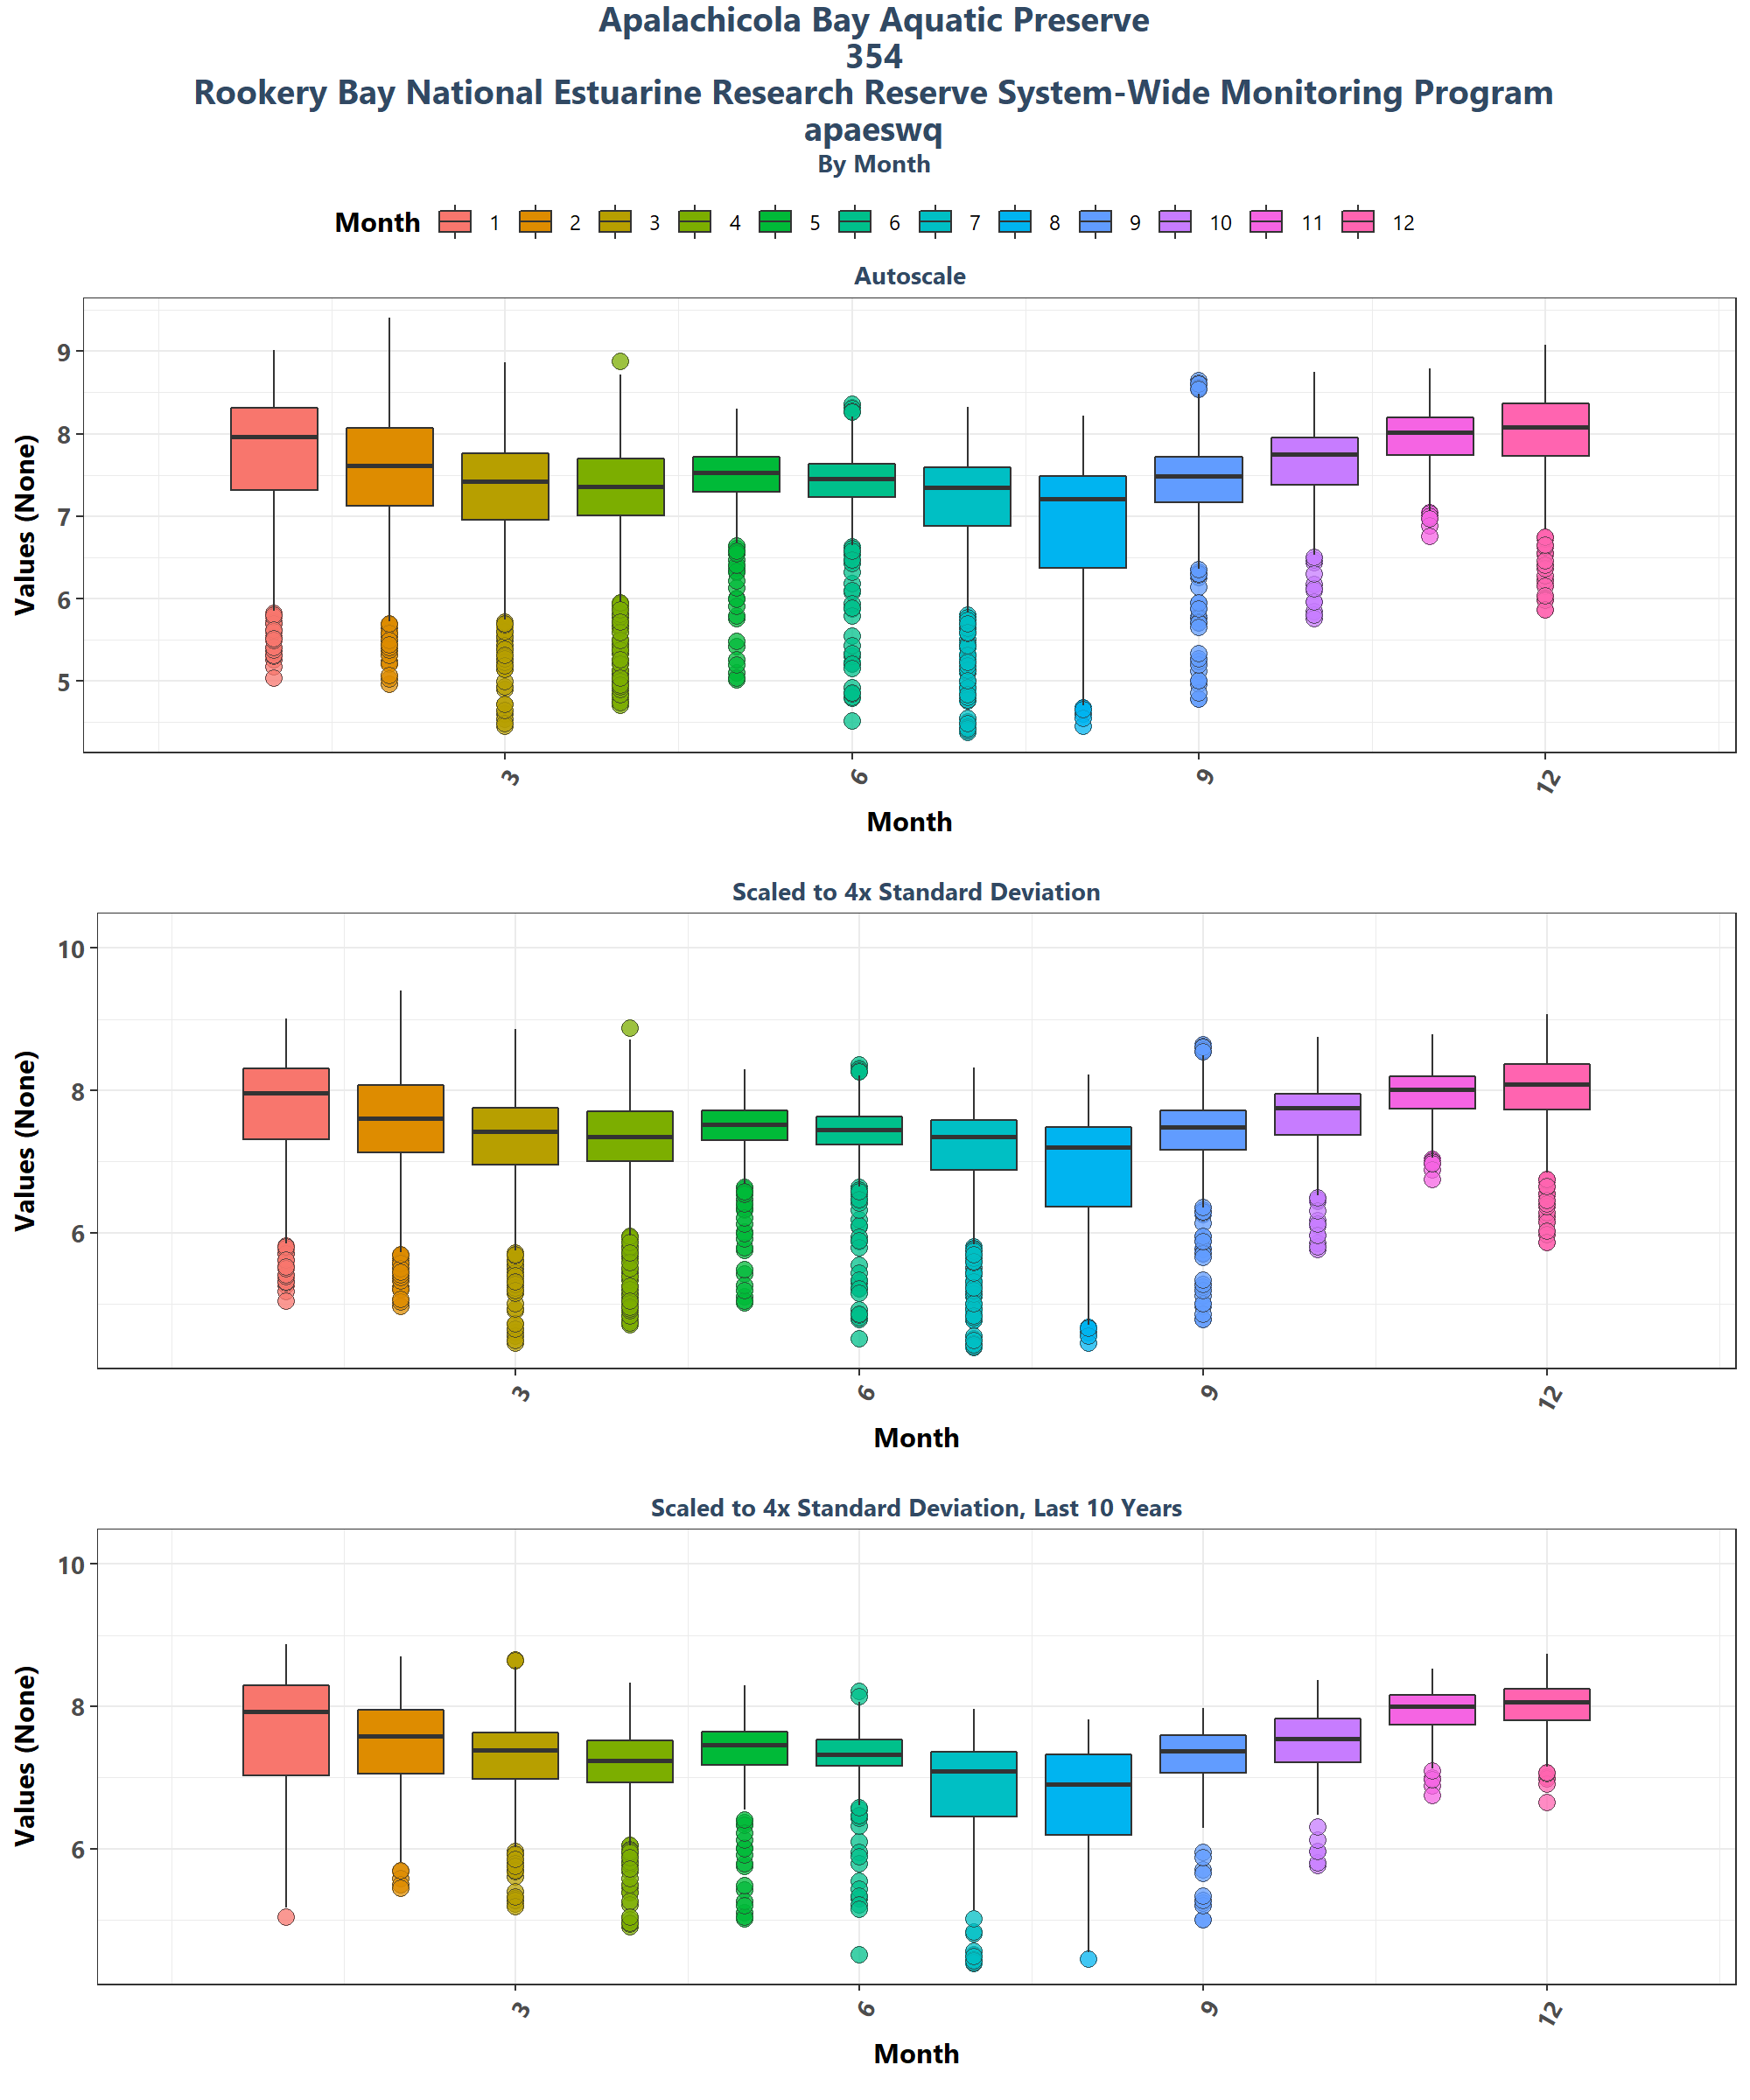 Apalachicola Bay Aquatic Preserve
354
Rookery Bay National Estuarine Research Reserve System-Wide Monitoring Program
apaeswq
By Month
Month 1 2 3 4 5 6 7 8 9 10 11 12
Autoscale
Values (None)
9
8
7
6
5
3 6 9 12
Month
Scaled to 4x Standard Deviation
Values (None)
10
8
6
3 6 9 12
Month
Scaled to 4x Standard Deviation, Last 10 Years
Values (None)
10
8
6
3 6 9 12
Month